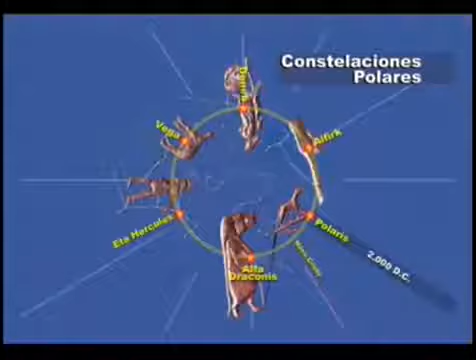 Constelaciones
Polares
Deneb
Vega
Alfirk
Eta Hercules
Polaris
Alfa
Draconis
2,000 D.C.